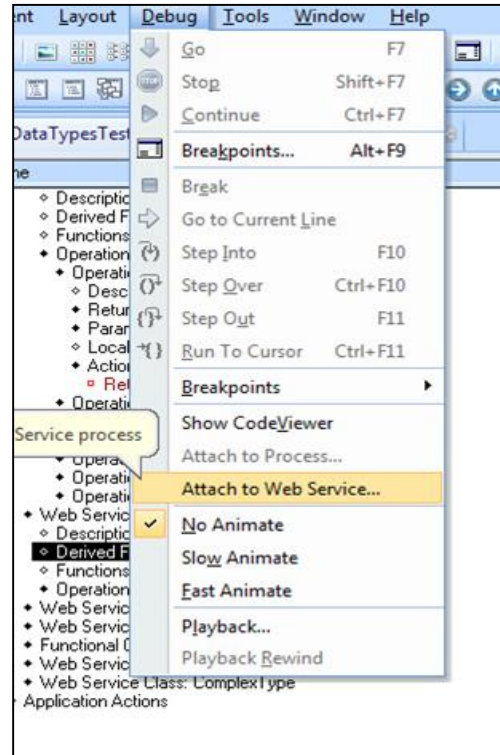 Layout Debug Tools Window Help
Go F7
Stop Shift+F7
Continue Ctrl+F7
DataTypesTest
Breakpoints... Alt+F9
Break
Descriptic
Derived F
Go to Current Line
Functions
Operation
Step Into F10
Operati
Desc
Step Over Ctrl+F10
Retur
Param
Step Out F11
Local
Action
Run To Cursor Ctrl+F11
Ret
Breakpoints
Operati
Show CodeViewer
Service process
Attach to Process...
Operati
Operati
Attach to Web Service...
Operati
Web Servic
No Animate
Descriptic
Derived F
Slow Animate
Functions
Operation
Fast Animate
Web Servic
Web Servic
Playback...
Functional C
Web Servic
Playback Rewind
Web Service Class: ComplexType
Application Actions